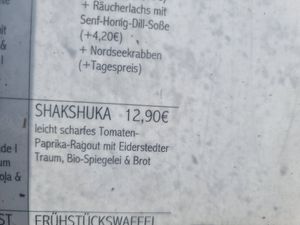 + Räucherlachs mit
Senf-Honig-Dill-Soße
(+4,20€)
+ Nordseekrabben
(+Tagespreis)
SHAKSHUKA 12,90€
leicht scharfes Tomaten-
Paprika-Ragout mit Eiderstedter
Traum, Bio-Spiegelei & Brot
FRÜHSTÜCKSWAFFEL